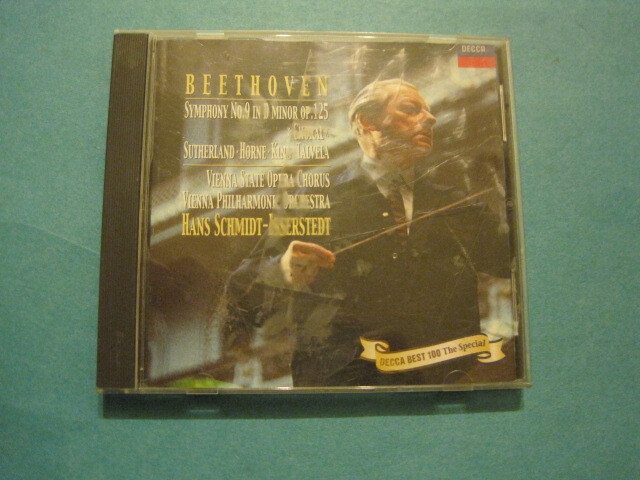 DECCA
BEETHOVEN
SYMPHONY NO.9 IN D MINOR OP.125
SUTHERLAND·HORNE·KING·TALVELA
VIENNA STATE OPERA CHORUS
VIENNA PHILHARMONIC ORCHESTRA
HANS SCHMIDT-ISSERSTEDT
DECCA BEST 100 The Special